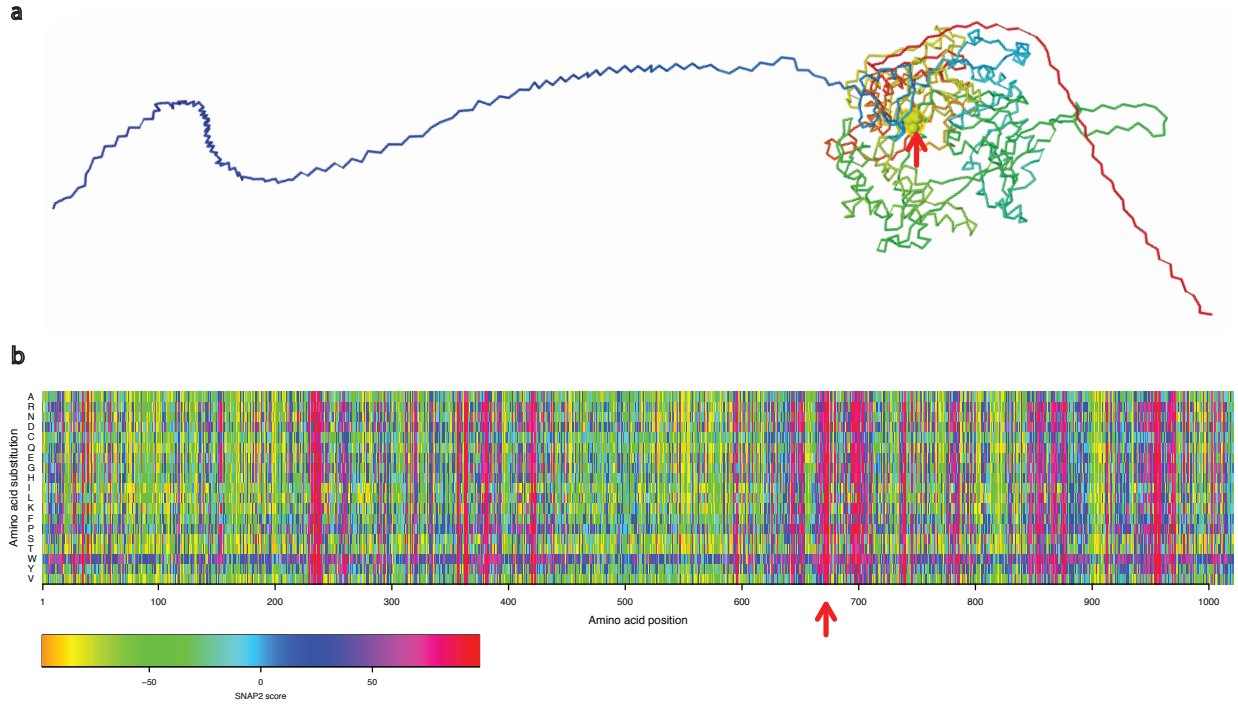 a
b
A
R
N
D
C
Q
E
G
H
I
L
K
F
P
S
T
W
Y
V
Amino acid substitution
1 100 200 300 400 500 600 700 800 900 1000
Amino acid position
−50 0 50
SNAP2 score